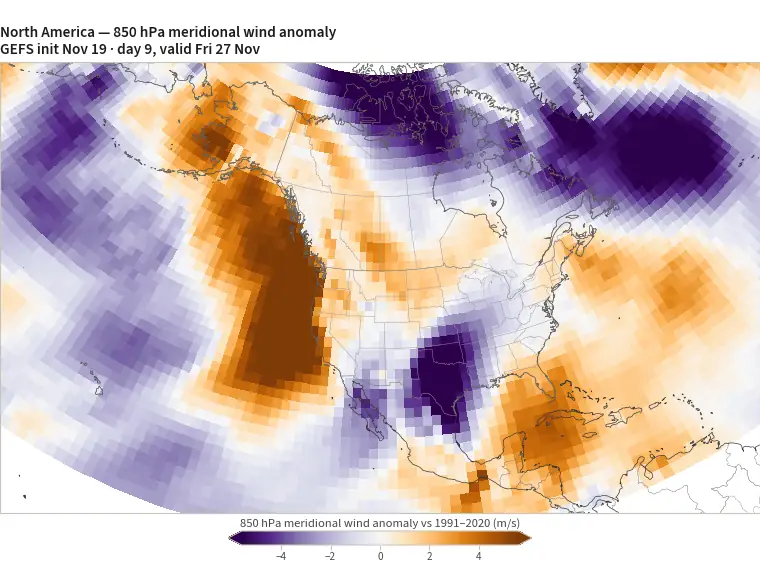 North America — 850 hPa meridional wind anomaly
GEFS init Nov 19 · day 9, valid Fri 27 Nov
850 hPa meridional wind anomaly vs 1991–2020 (m/s)
−4 −2 0 2 4